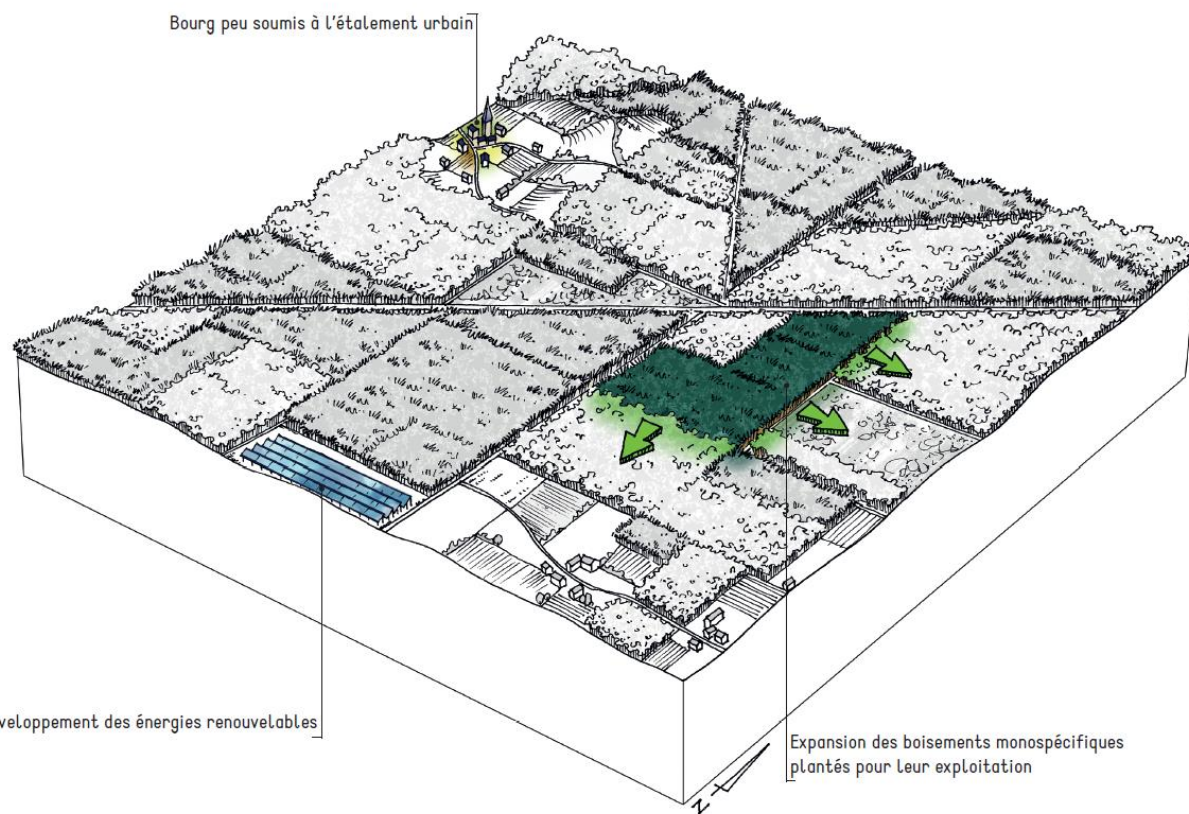 Bourg peu soumis à l'étalement urbain
veloppement des énergies renouvelables
Expansion des boisements monospécifiques
plantés pour leur exploitation
N